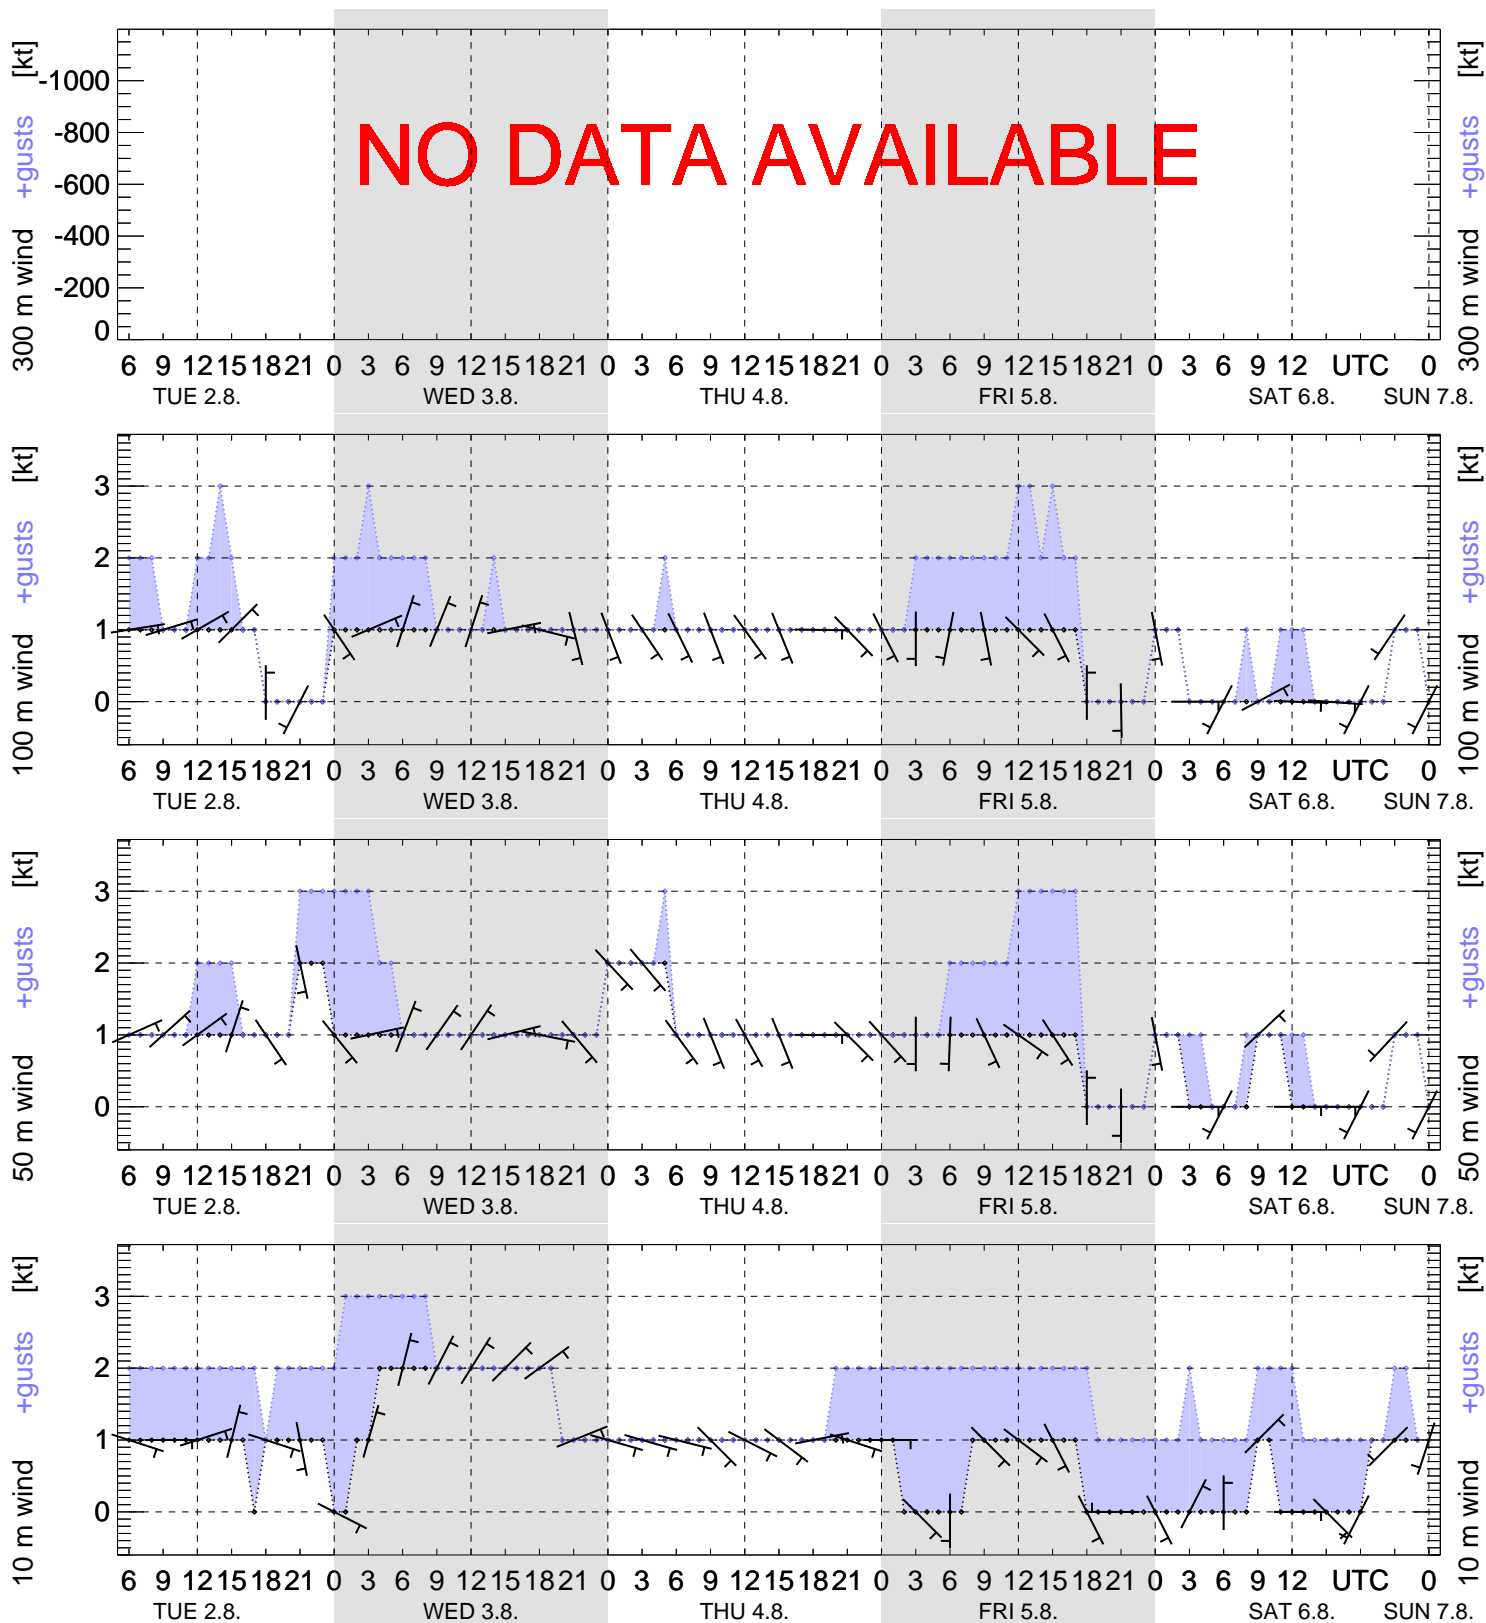 300 m wind +gusts [kt]
-1000
-800
-600
-400
-200
0
NO DATA AVAILABLE
300 m wind +gusts [kt]
6 9 12 15 18 21 0 3 6 9 12 15 18 21 0 3 6 9 12 15 18 21 0 3 6 9 12 15 18 21 0 3 6 9 12 UTC 0
TUE 2.8. WED 3.8. THU 4.8. FRI 5.8. SAT 6.8. SUN 7.8.
100 m wind +gusts [kt]
3
2
1
0
100 m wind +gusts [kt]
6 9 12 15 18 21 0 3 6 9 12 15 18 21 0 3 6 9 12 15 18 21 0 3 6 9 12 15 18 21 0 3 6 9 12 UTC 0
TUE 2.8. WED 3.8. THU 4.8. FRI 5.8. SAT 6.8. SUN 7.8.
50 m wind +gusts [kt]
3
2
1
0
50 m wind +gusts [kt]
6 9 12 15 18 21 0 3 6 9 12 15 18 21 0 3 6 9 12 15 18 21 0 3 6 9 12 15 18 21 0 3 6 9 12 UTC 0
TUE 2.8. WED 3.8. THU 4.8. FRI 5.8. SAT 6.8. SUN 7.8.
10 m wind +gusts [kt]
3
2
1
0
10 m wind +gusts [kt]
6 9 12 15 18 21 0 3 6 9 12 15 18 21 0 3 6 9 12 15 18 21 0 3 6 9 12 15 18 21 0 3 6 9 12 UTC 0
TUE 2.8. WED 3.8. THU 4.8. FRI 5.8. SAT 6.8. SUN 7.8.